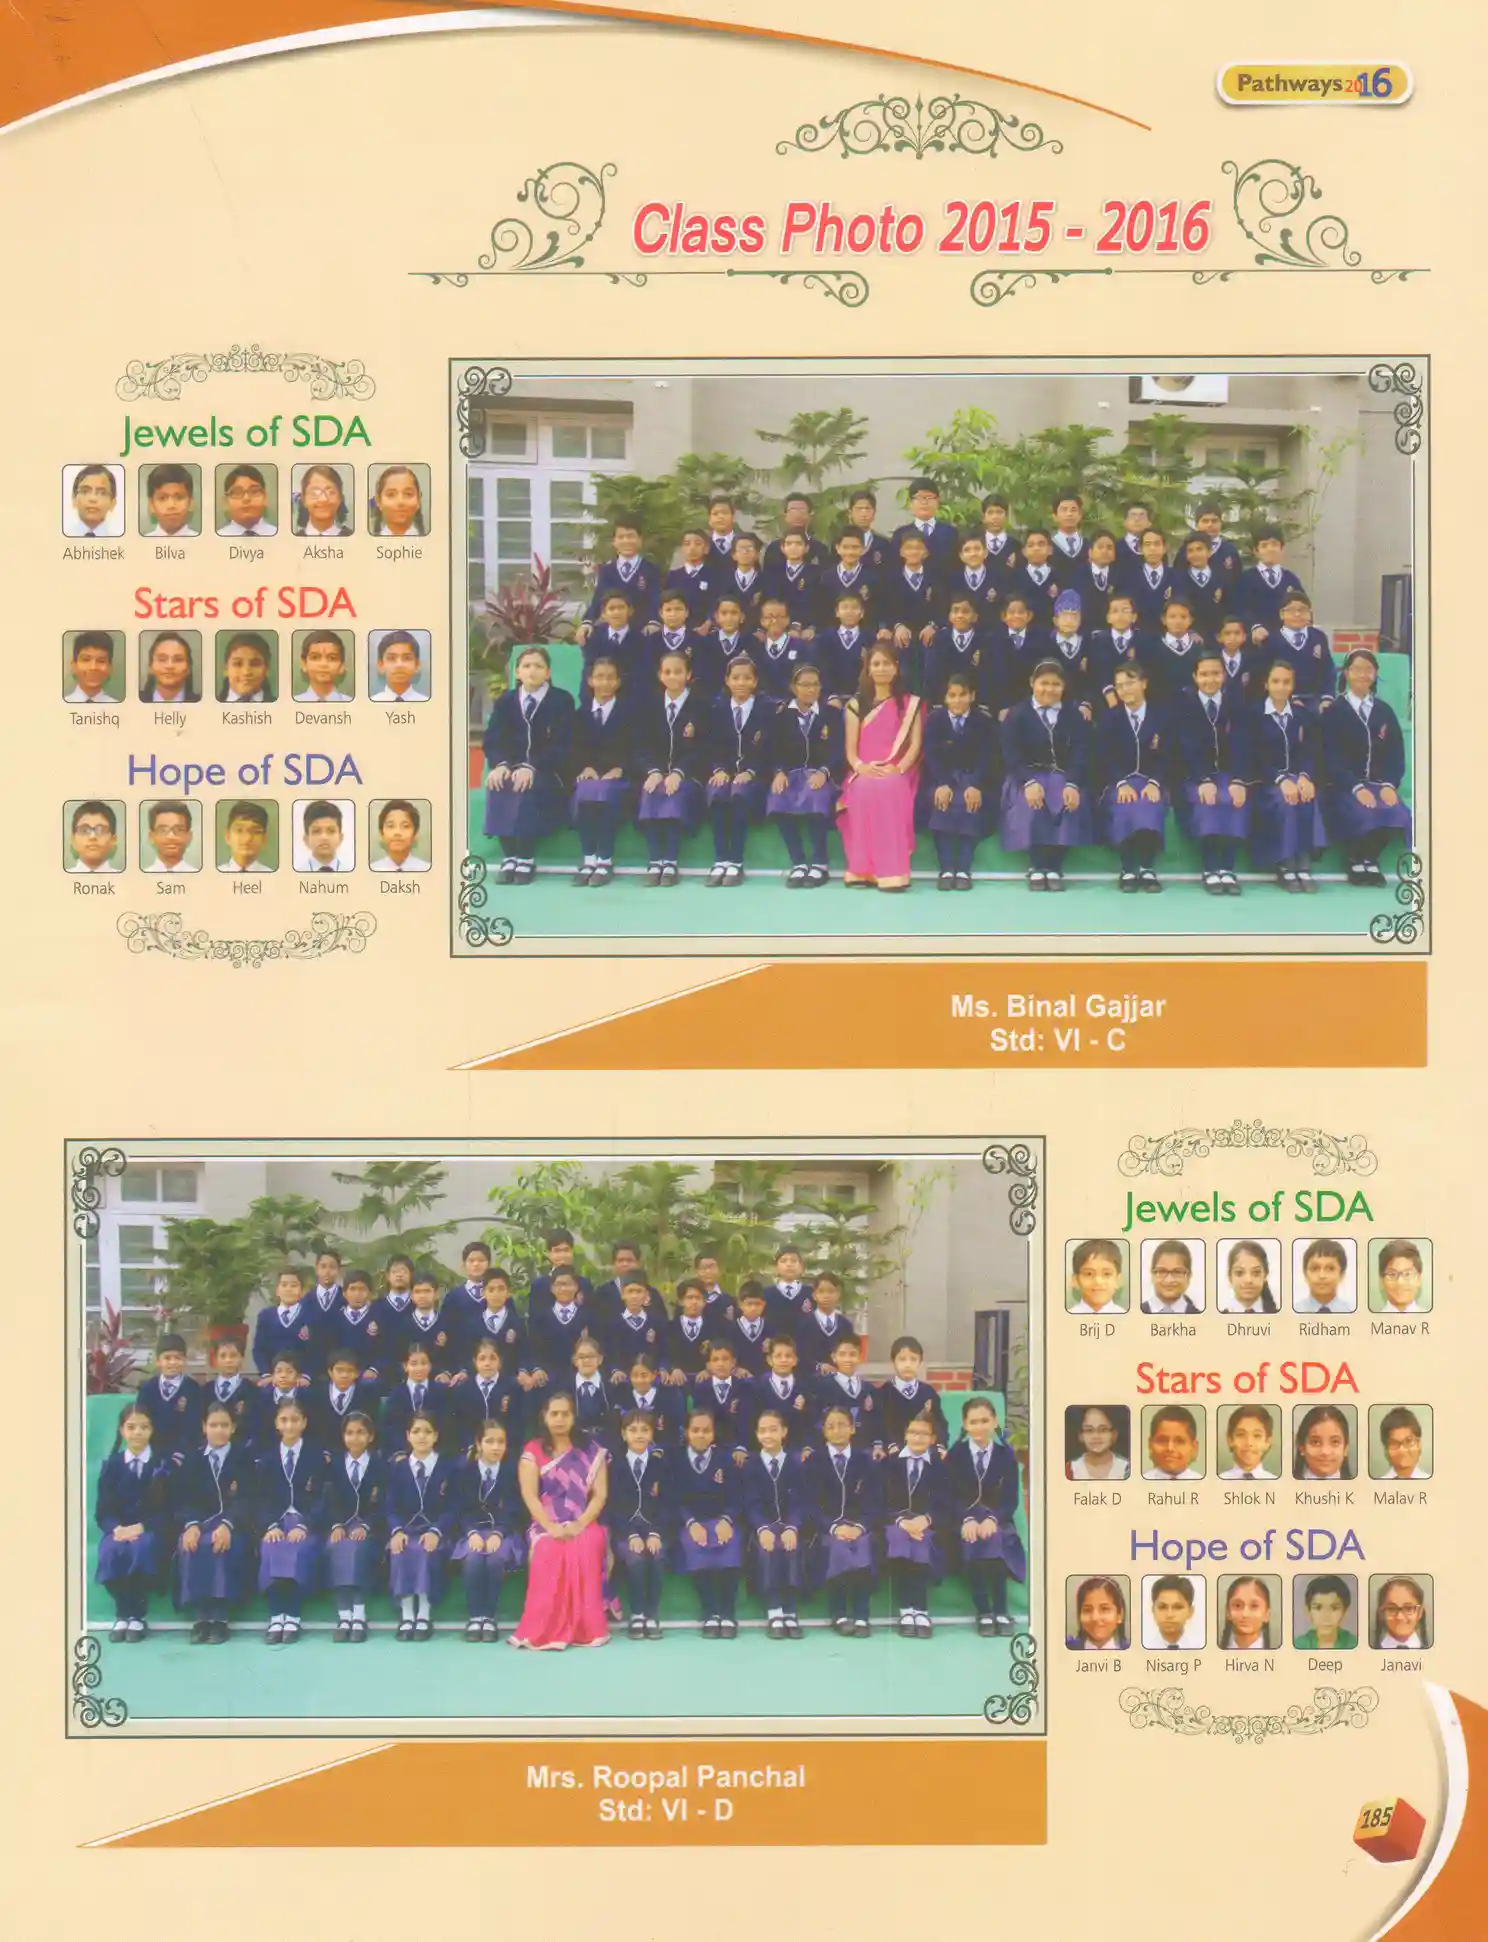 Pathways 2016
Class Photo 2015 - 2016
Jewels of SDA
Abhishek Bilva Divya Aksha Sophie
Stars of SDA
Tanishq Helly Kashish Devansh Yash
Hope of SDA
Ronak Sam Heel Nahum Daksh
Ms. Binal Gajjar
Std: VI - C
Jewels of SDA
Brij D Barkha Dhruvi Ridham Manav R
Stars of SDA
Falak D Rahul R Shlok N Khushi K Malav R
Hope of SDA
Janvi B Nisarg P Hirva N Deep Janavi
Mrs. Roopal Panchal
Std: VI - D
185